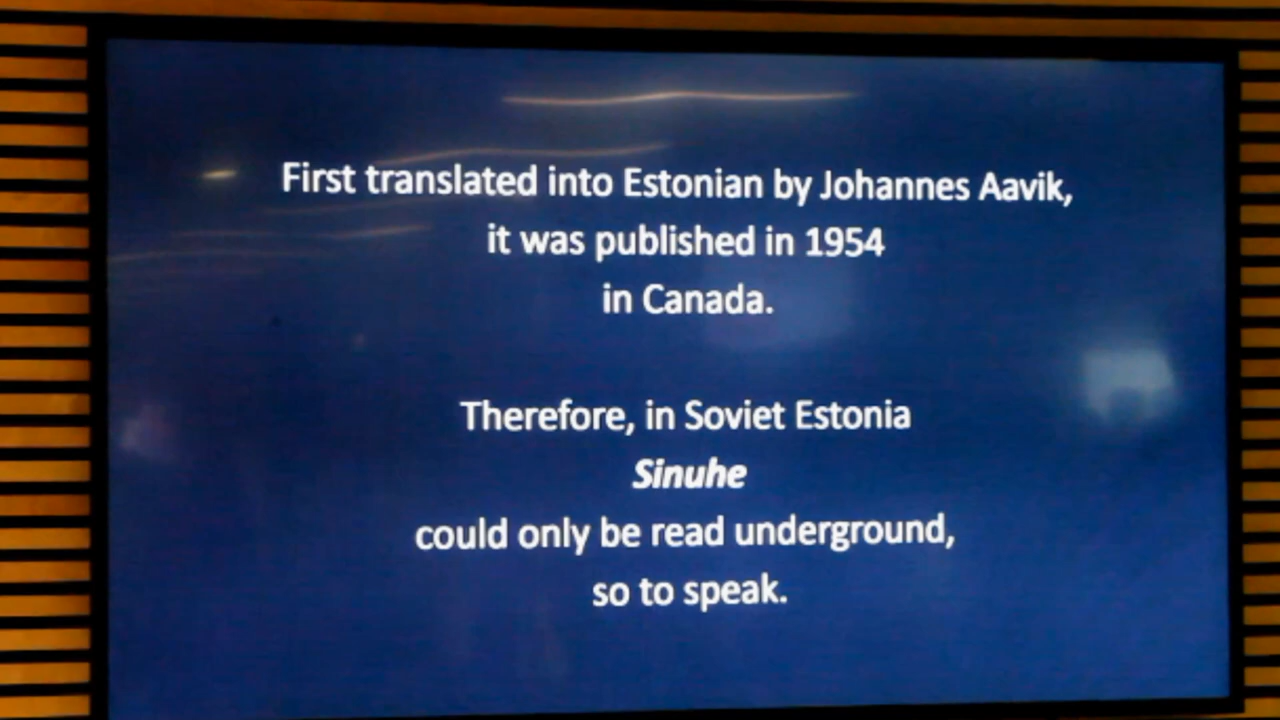 First translated into Estonian by Johannes Aavik,
it was published in 1954
in Canada.
Therefore, in Soviet Estonia
Sinuhe
could only be read underground,
so to speak.